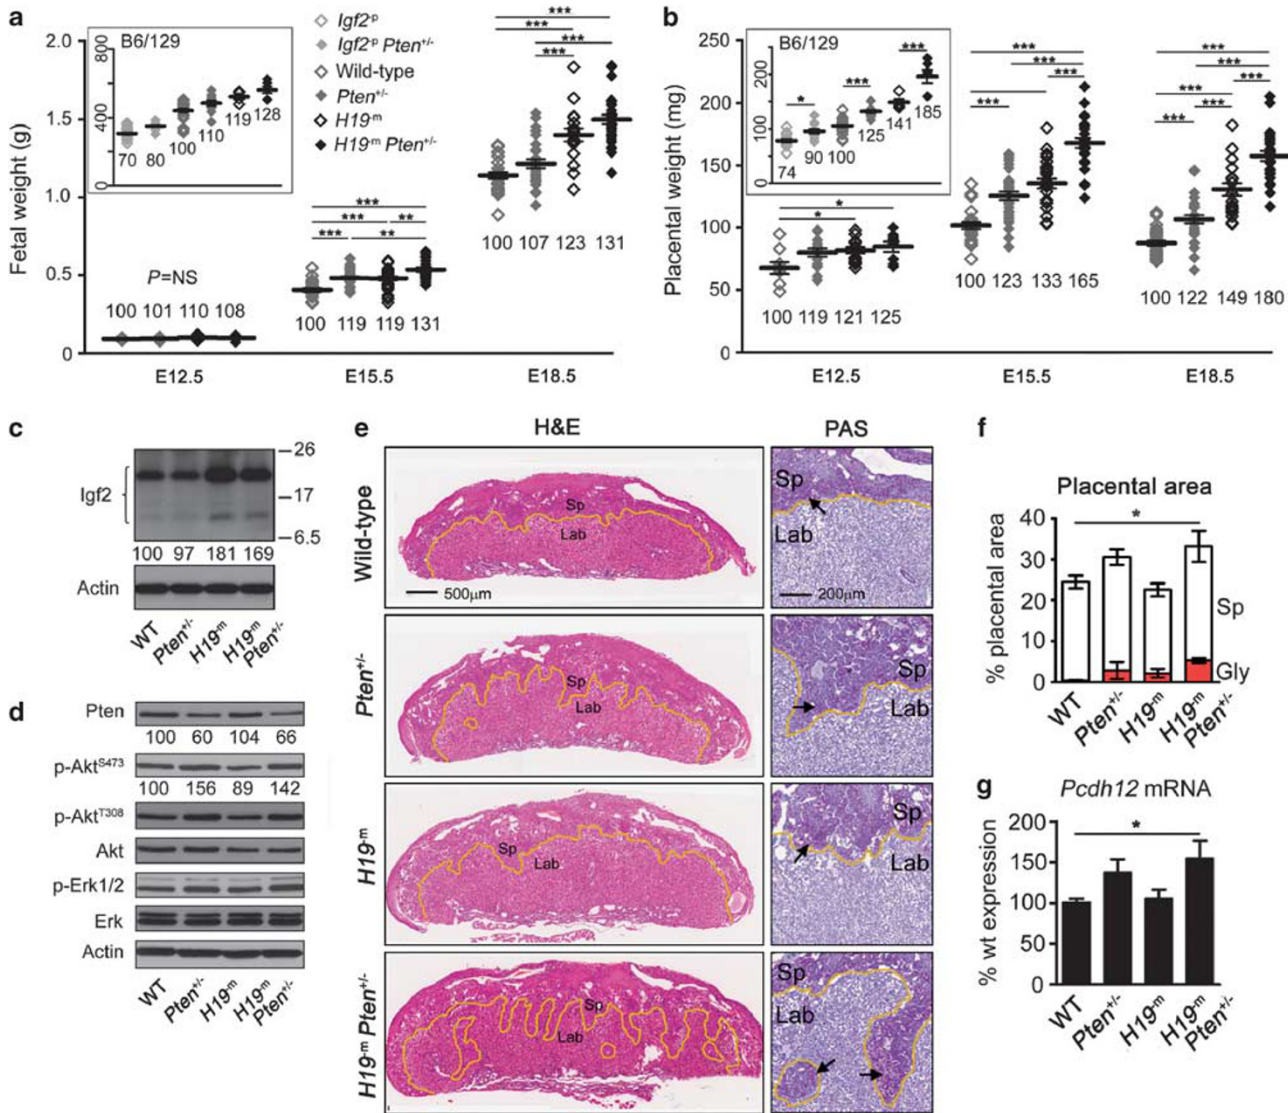 a
Fetal weight (g)
2.0
1.5
1.0
0.5
0
B6/129
800
400
0
70
80
100
110
119
128
Igf2-p
Igf2-p Pten+/-
Wild-type
Pten+/-
H19-m
H19-m Pten+/-
P=NS
100 101 110 108
*** *** ** *** **
100 119 119 131
*** *** *** ***
100 107 123 131
E12.5 E15.5 E18.5
b
Placental weight (mg)
250
200
150
100
50
0
B6/129
200
100
0
* *** ***
74
90
100
125
141
185
* *
100 119 121 125
*** *** *** ***
100 123 133 165
*** *** *** *** *** ***
100 122 149 180
E12.5 E15.5 E18.5
c
Igf2
26
17
6.5
100 97 181 169
Actin
WT Pten+/- H19-m H19-m Pten+/-
d
Pten
100 60 104 66
p-AktS473
100 156 89 142
p-AktT308
Akt
p-Erk1/2
Erk
Actin
WT Pten+/- H19-m H19-m Pten+/-
e
H&E PAS
Wild-type
Sp
Lab
500µm
Sp
Lab
200µm
Pten+/-
Sp
Lab
Sp
Lab
H19-m
Sp
Lab
Sp
Lab
H19-m Pten+/-
Sp
Lab
Sp
Lab
f
Placental area
% placental area
40
30
20
10
0
*
Sp
Gly
WT Pten+/- H19-m H19-m Pten+/-
g
Pcdh12 mRNA
% wt expression
200
150
100
50
0
*
WT Pten+/- H19-m H19-m Pten+/-